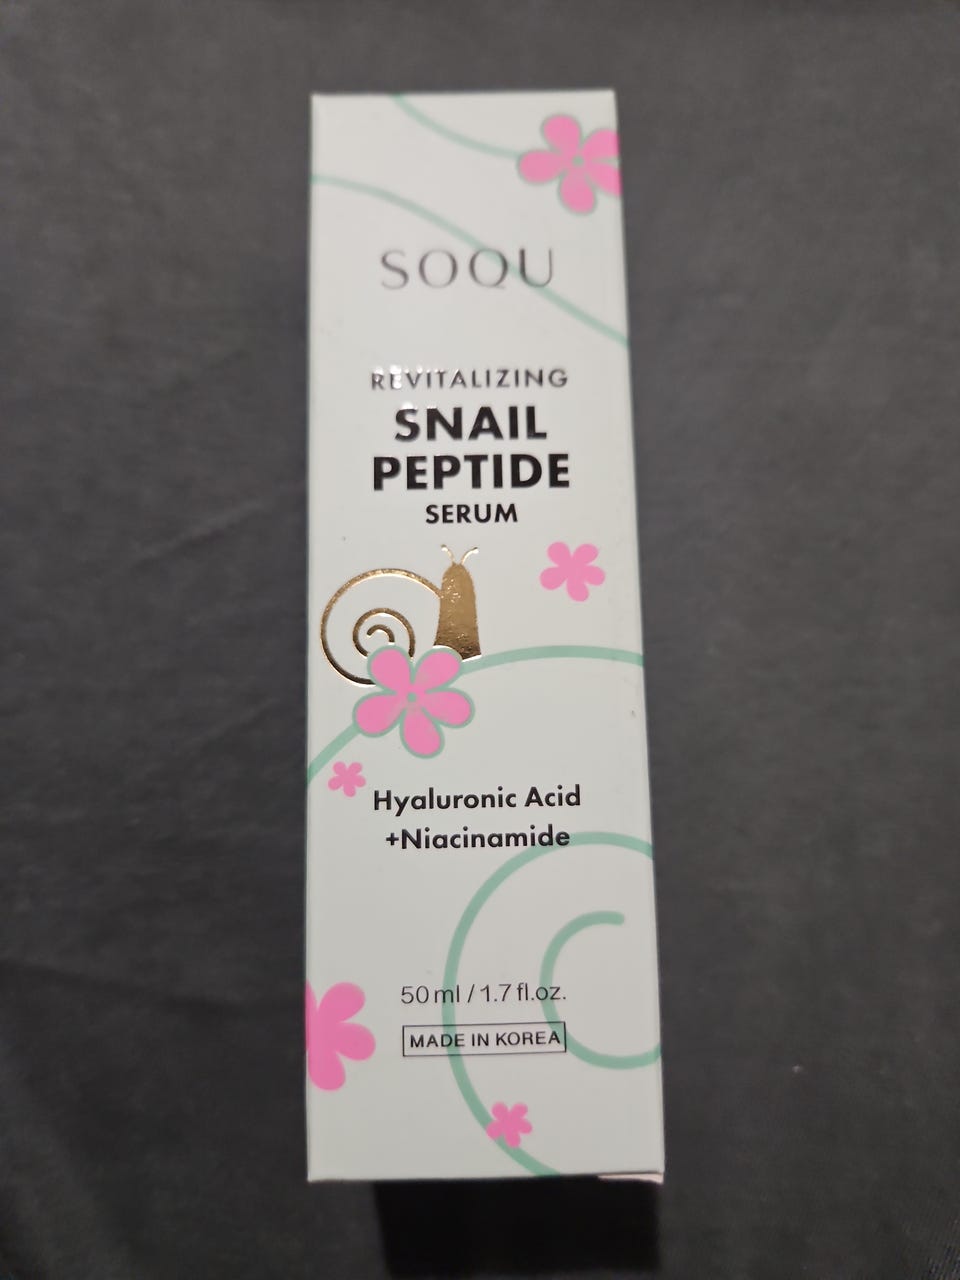 SOQU
REVITALIZING
SNAIL
PEPTIDE
SERUM
Hyaluronic Acid
+Niacinamide
50 ml / 1.7 fl.oz.
MADE IN KOREA